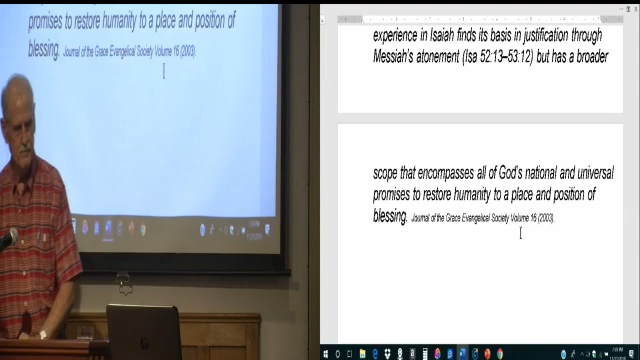 promises to restore humanity to a place and position of
blessing. Journal of the Grace Evangelical Society Volume 16 (2003).
experience in Isaiah finds its basis in justification through
Messiah's atonement (Isa 52:13–53:12) but has a broader
scope that encompasses all of God's national and universal
promises to restore humanity to a place and position of
blessing. Journal of the Grace Evangelical Society Volume 16 (2003).